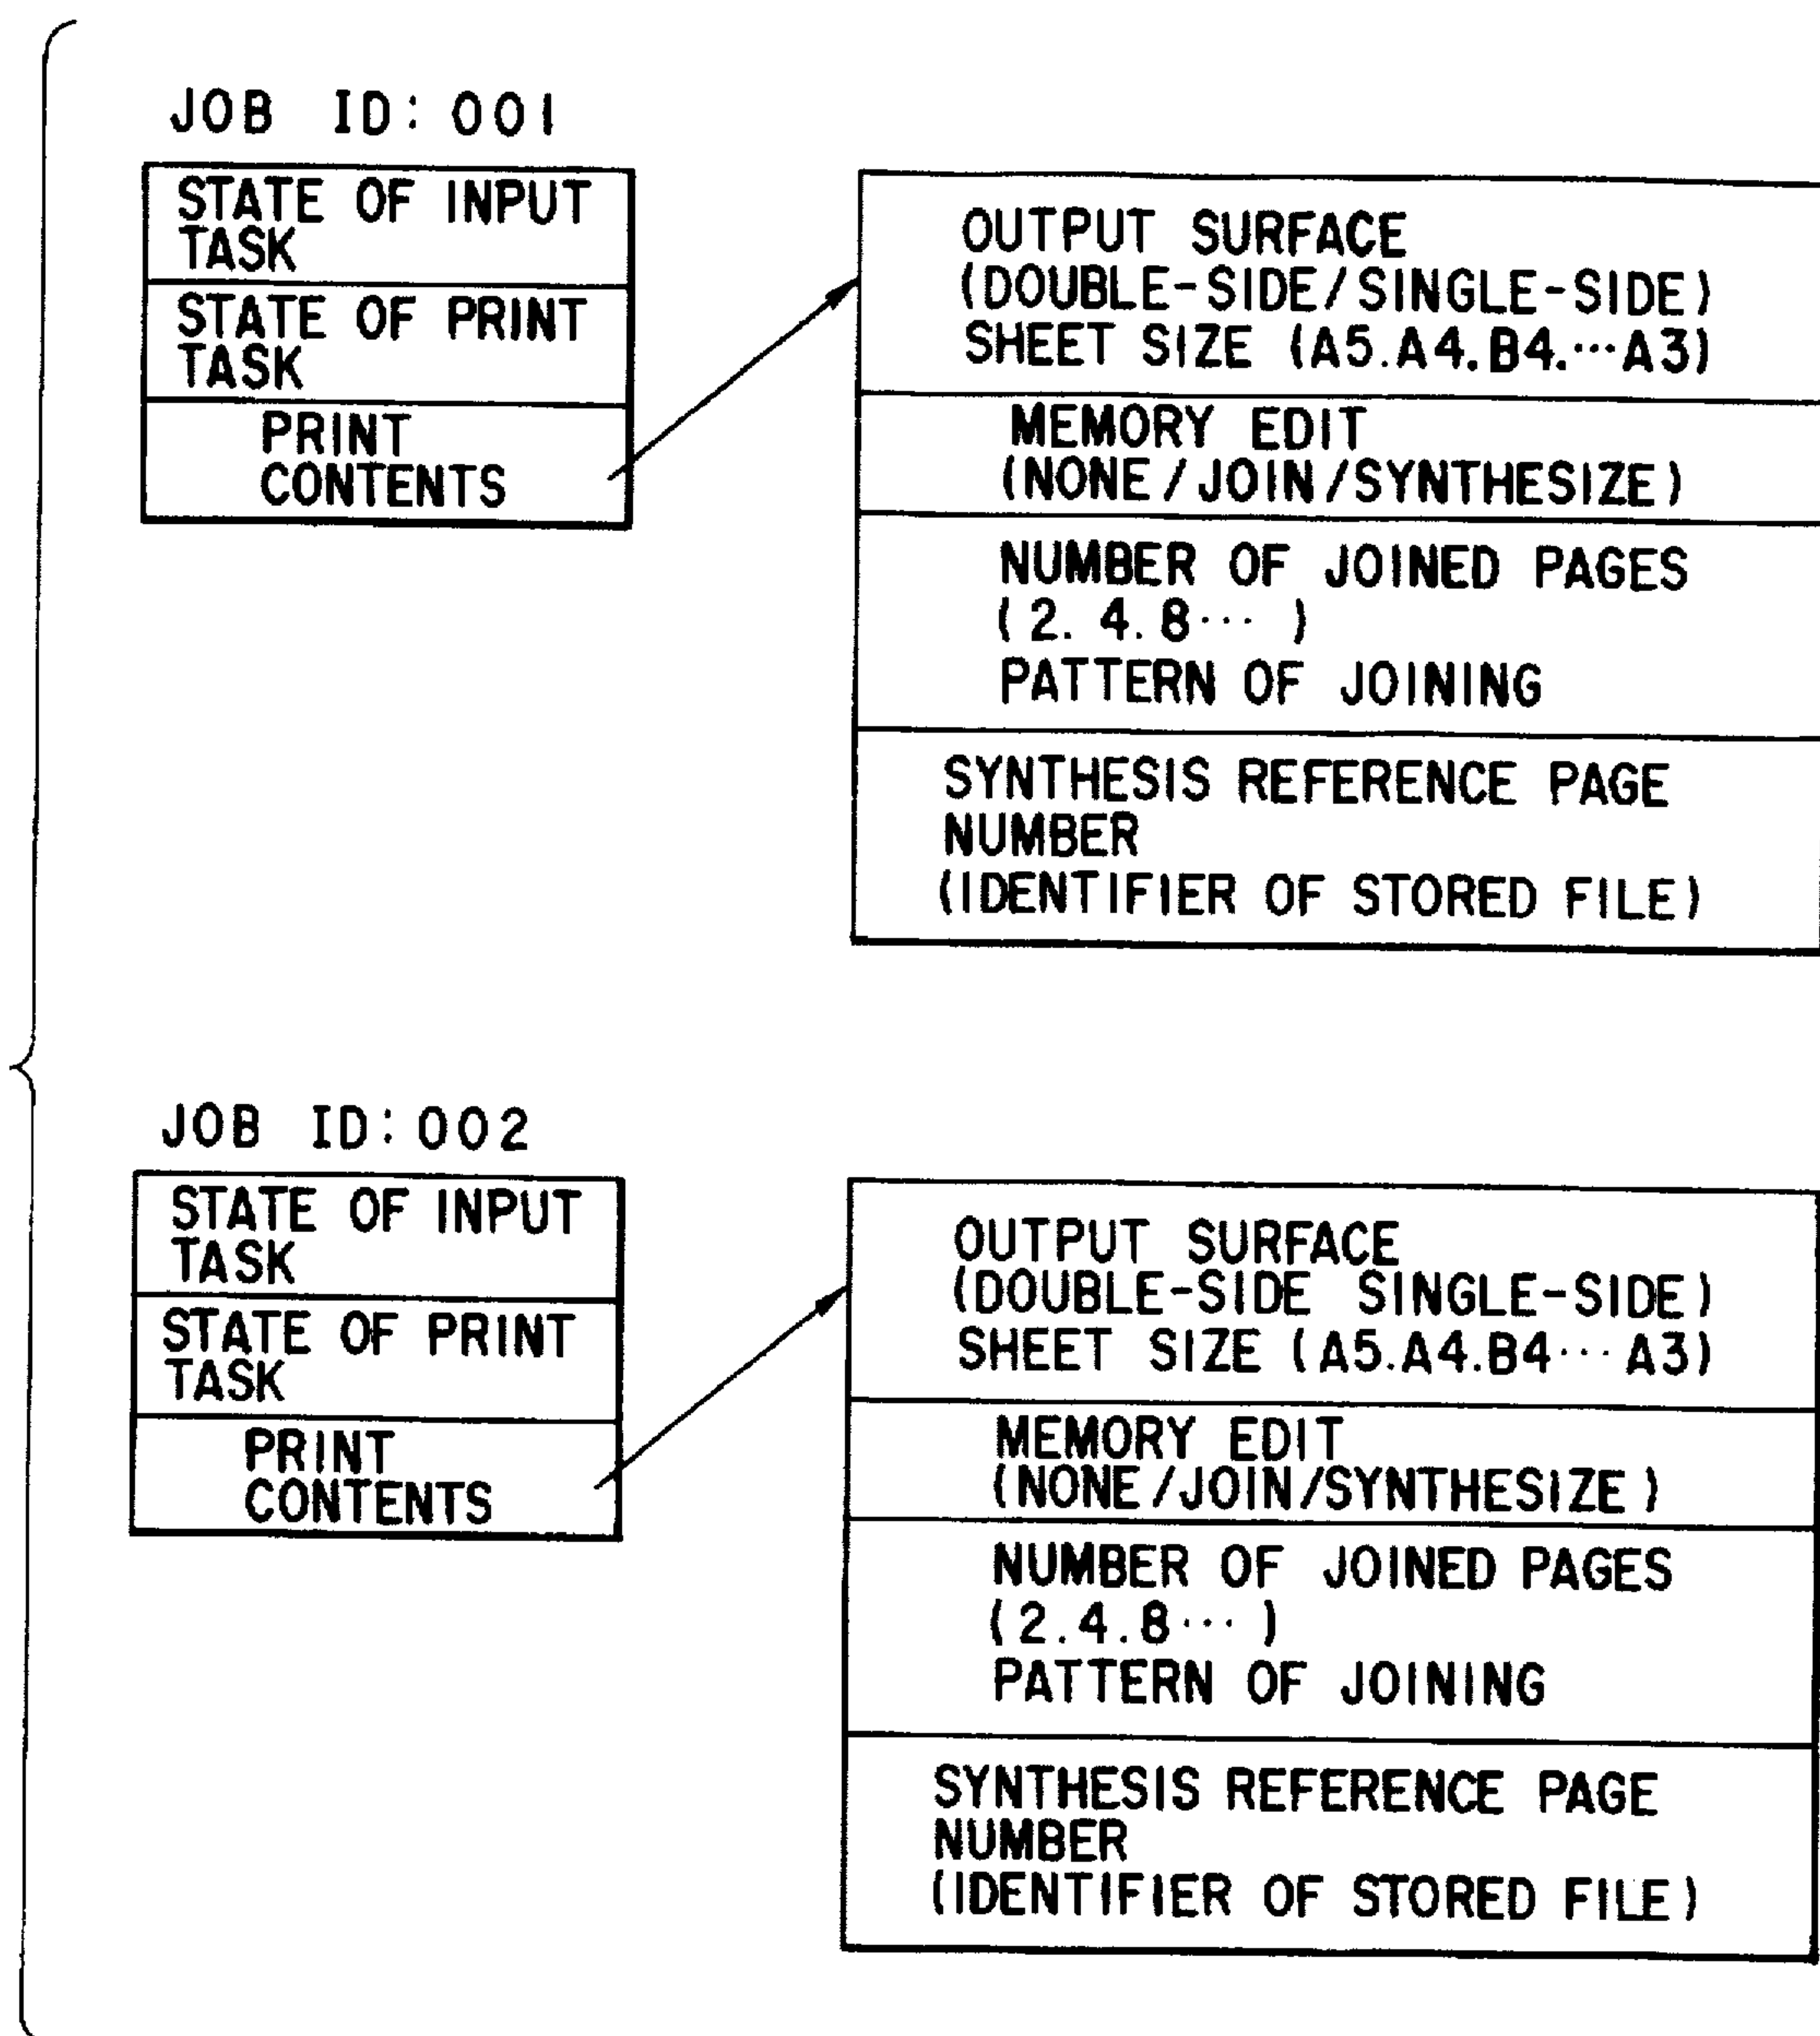 JOB ID: 001
STATE OF INPUT
TASK
STATE OF PRINT
TASK
PRINT
CONTENTS
OUTPUT SURFACE
(DOUBLE-SIDE/SINGLE-SIDE)
SHEET SIZE (A5.A4.B4.···A3)
MEMORY EDIT
(NONE/JOIN/SYNTHESIZE)
NUMBER OF JOINED PAGES
(2. 4. 8··· )
PATTERN OF JOINING
SYNTHESIS REFERENCE PAGE
NUMBER
(IDENTIFIER OF STORED FILE)
JOB ID: 002
STATE OF INPUT
TASK
STATE OF PRINT
TASK
PRINT
CONTENTS
OUTPUT SURFACE
(DOUBLE-SIDE SINGLE-SIDE)
SHEET SIZE (A5.A4.B4··· A3)
MEMORY EDIT
(NONE/JOIN/SYNTHESIZE)
NUMBER OF JOINED PAGES
(2.4.8··· )
PATTERN OF JOINING
SYNTHESIS REFERENCE PAGE
NUMBER
(IDENTIFIER OF STORED FILE)